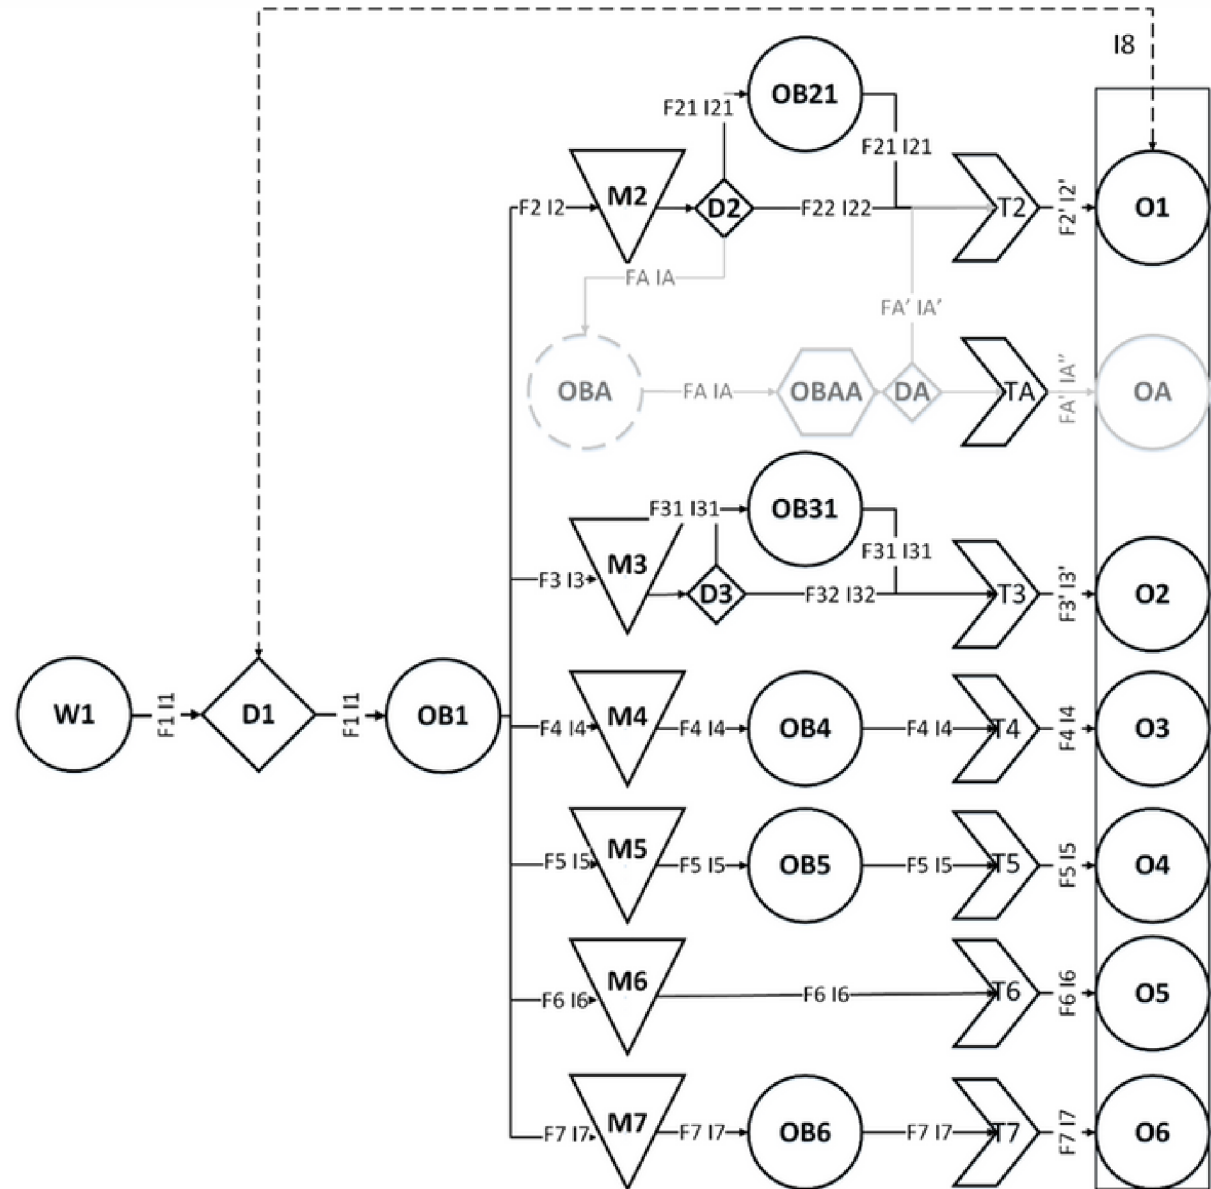 I8
OB21
F21 I21
F21 I21
M2
F2 I2
D2
F22 I22
T2
F2' I2'
O1
FA IA
FA' IA'
OBA
FA IA
OBAA
DA
TA
FA' IA''
OA
F31 I31
OB31
F31 I31
M3
F3 I3
D3
F32 I32
T3
F3' I3'
O2
W1
F1 I1
D1
F1 I1
OB1
F4 I4
M4
F4 I4
OB4
F4 I4
T4
F4 I4
O3
F5 I5
M5
F5 I5
OB5
F5 I5
T5
F5 I5
O4
F6 I6
M6
F6 I6
T6
F6 I6
O5
F7 I7
M7
F7 I7
OB6
F7 I7
T7
F7 I7
O6